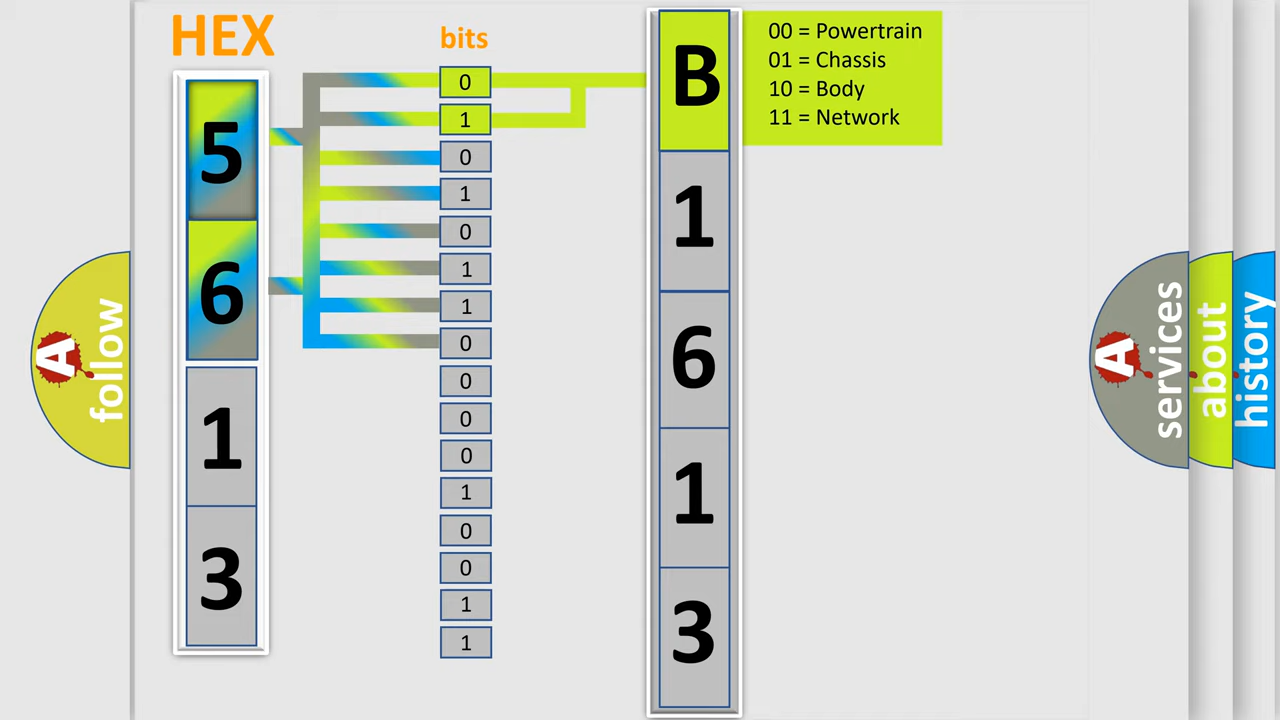 HEX
bits
5
6
1
3
0
1
0
1
0
1
1
0
0
0
0
1
0
0
1
1
B
1
6
1
3
00 = Powertrain
01 = Chassis
10 = Body
11 = Network
A
follow
A
services
about
history